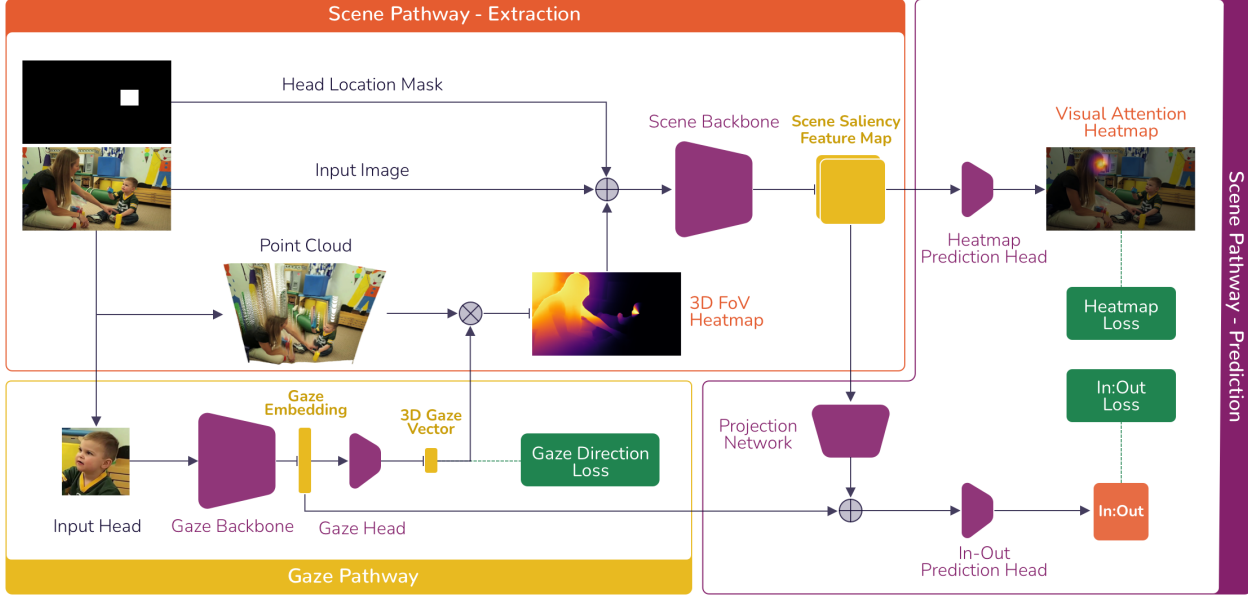 Scene Pathway - Extraction
Head Location Mask
Scene Backbone
Scene Saliency
Feature Map
Visual Attention
Heatmap
Input Image
Point Cloud
3D FoV
Heatmap
Heatmap
Prediction Head
Heatmap
Loss
Scene Pathway - Prediction
Gaze
Embedding
3D Gaze
Vector
Gaze Direction
Loss
Input Head
Gaze Backbone
Gaze Head
Gaze Pathway
Projection
Network
In:Out
Loss
In:Out
In-Out
Prediction Head